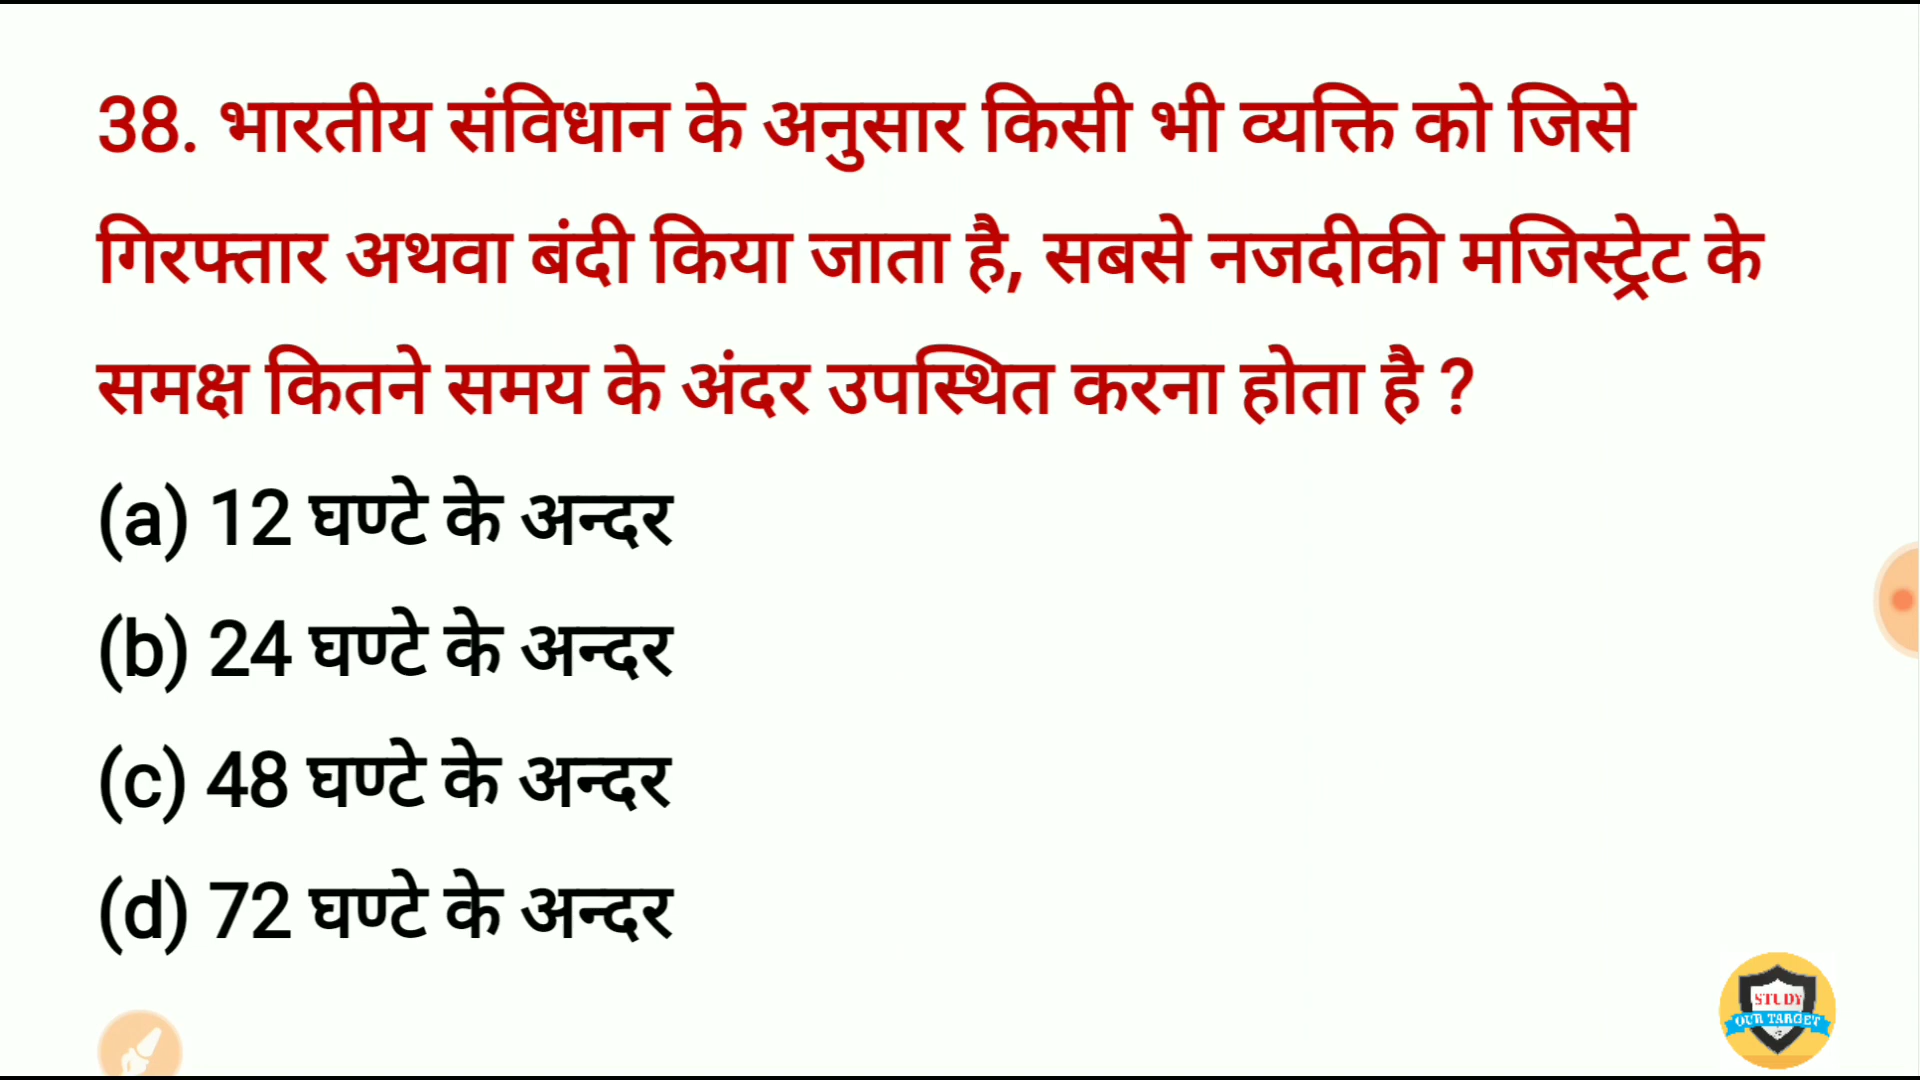 38. भारतीय संविधान के अनुसार किसी भी व्यक्ति को जिसे
गिरफ्तार अथवा बंदी किया जाता है, सबसे नजदीकी मजिस्ट्रेट के
समक्ष कितने समय के अंदर उपस्थित करना होता है ?
(a) 12 घण्टे के अन्दर
(b) 24 घण्टे के अन्दर
(c) 48 घण्टे के अन्दर
(d) 72 घण्टे के अन्दर
STUDY
OUR TARGET